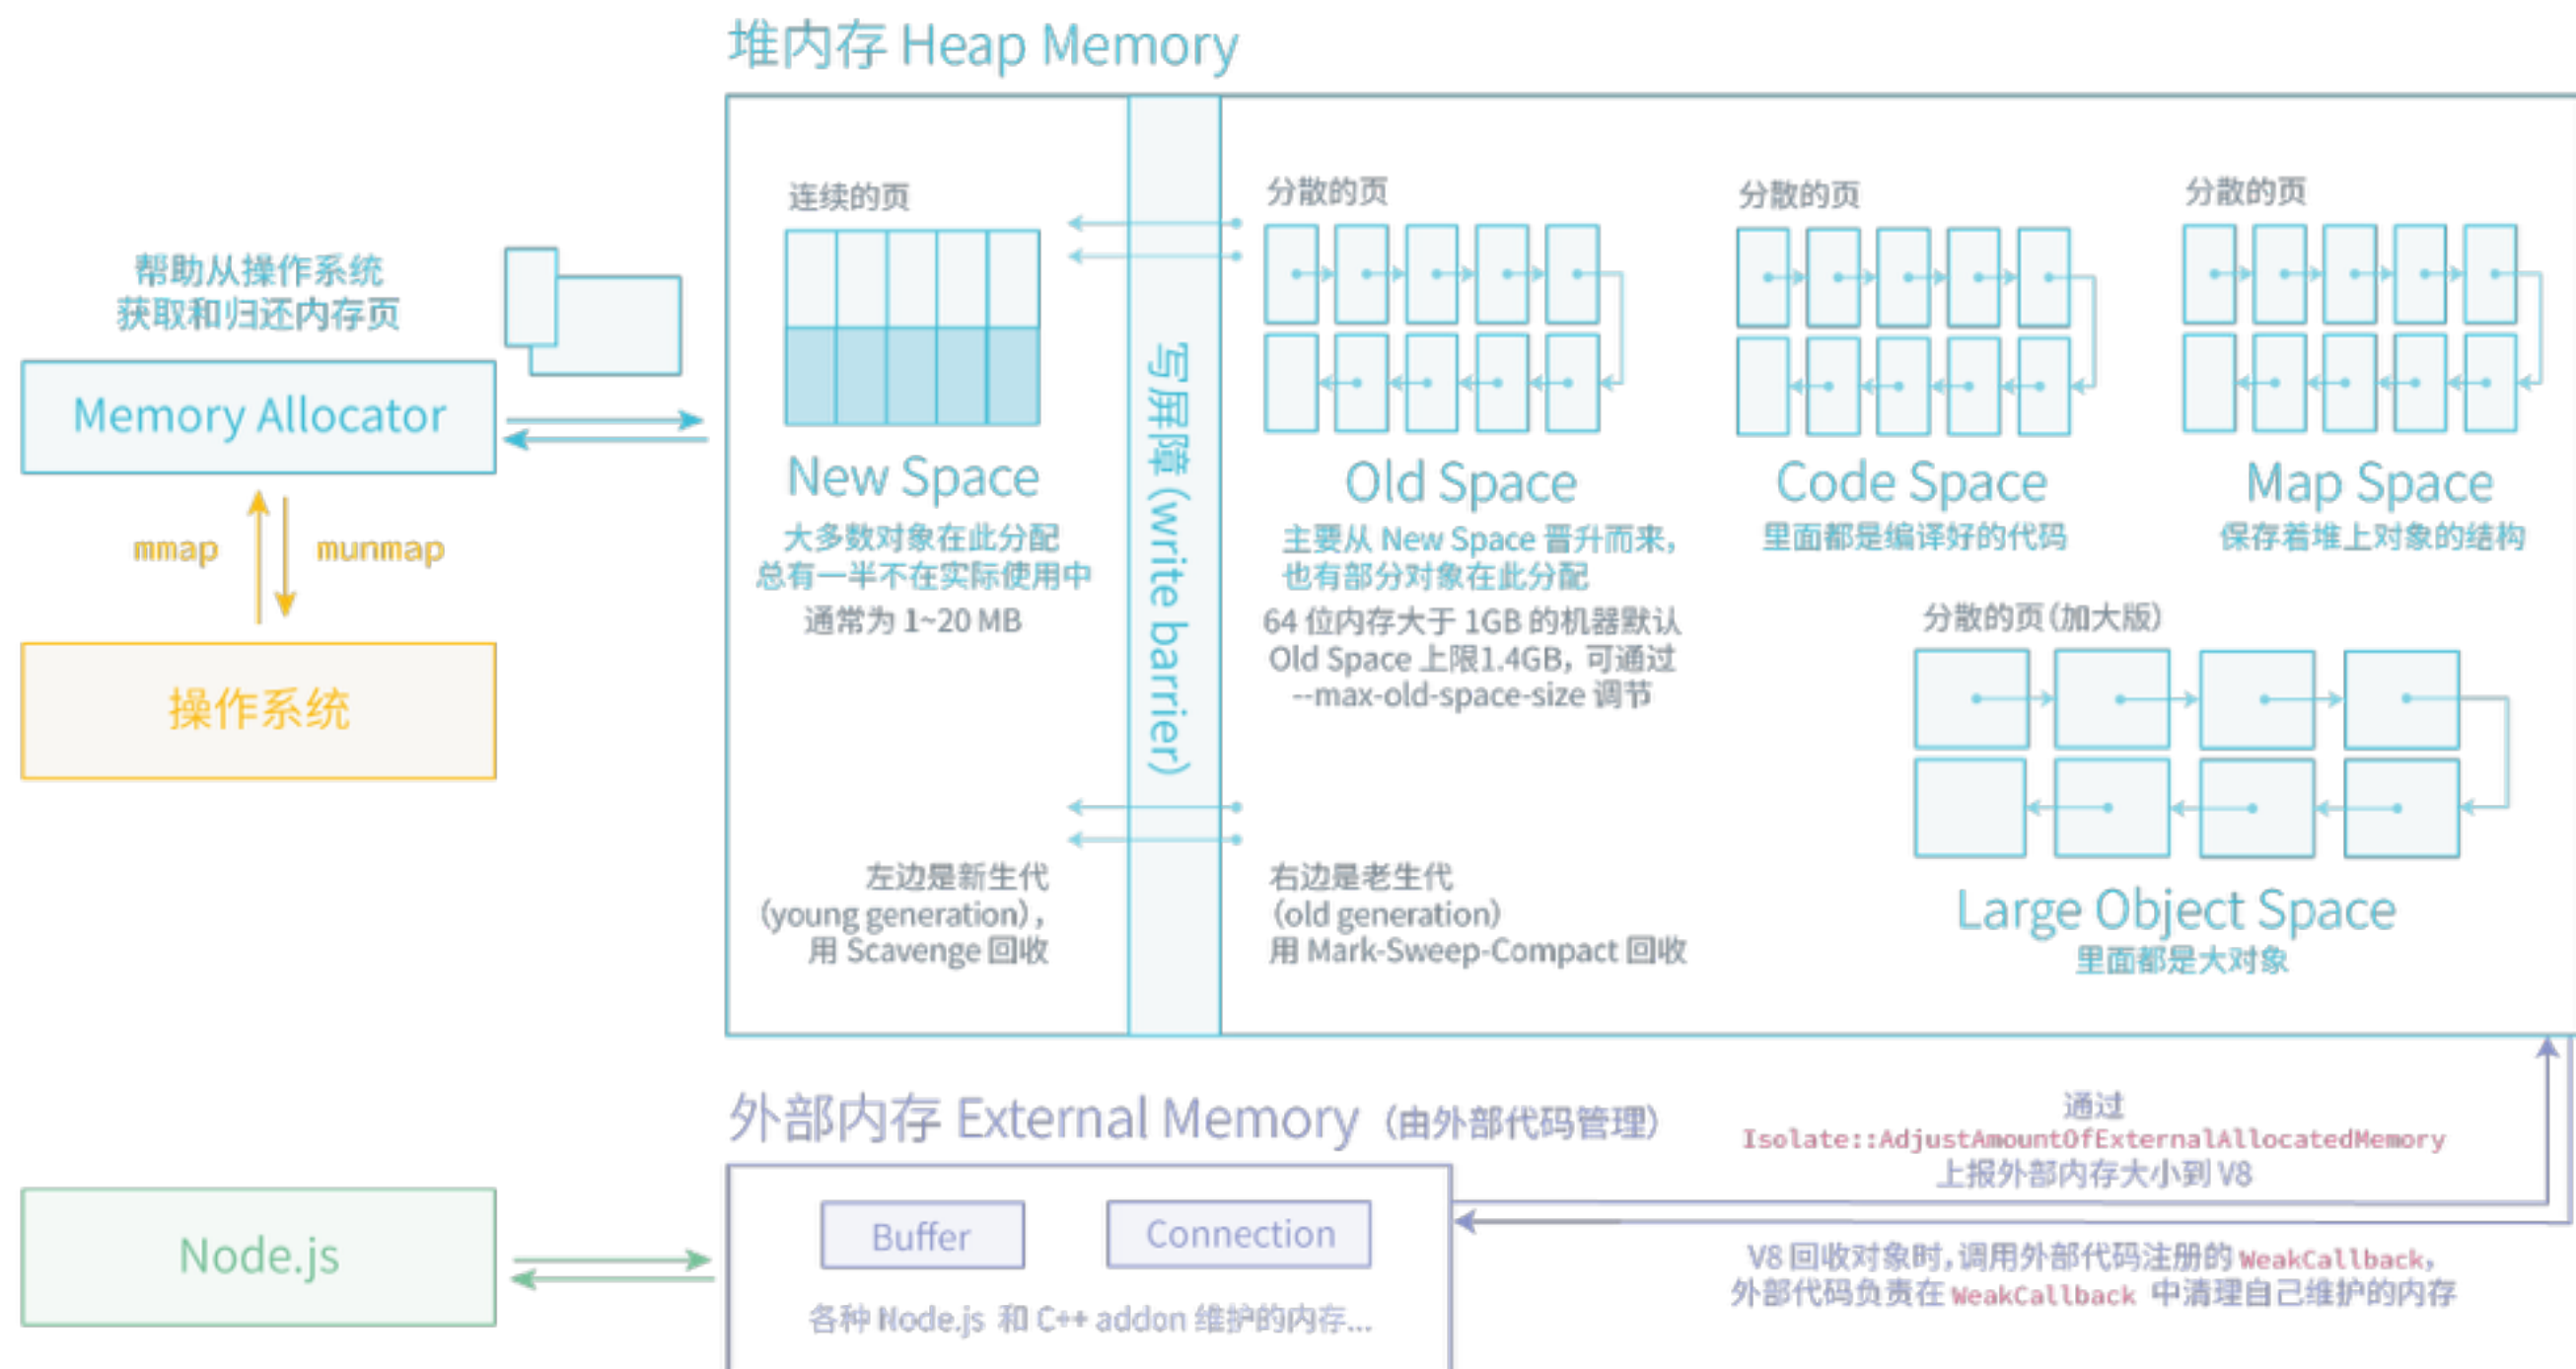 堆内存 Heap Memory
帮助从操作系统
获取和归还内存页
Memory Allocator
mmap
munmap
操作系统
连续的页
New Space
大多数对象在此分配
总有一半不在实际使用中
通常为 1~20 MB
左边是新生代
(young generation),
用 Scavenge 回收
写屏障 (write barrier)
分散的页
Old Space
主要从 New Space 晋升而来,
也有部分对象在此分配
64 位内存大于 1GB 的机器默认
Old Space 上限1.4GB, 可通过
--max-old-space-size 调节
右边是老生代
(old generation)
用 Mark-Sweep-Compact 回收
分散的页
Code Space
里面都是编译好的代码
分散的页
Map Space
保存着堆上对象的结构
分散的页(加大版)
Large Object Space
里面都是大对象
外部内存 External Memory (由外部代码管理)
Node.js
Buffer
Connection
各种 Node.js 和 C++ addon 维护的内存...
通过
Isolate::AdjustAmountOfExternalAllocatedMemory
上报外部内存大小到 V8
V8 回收对象时,调用外部代码注册的 WeakCallback,
外部代码负责在 WeakCallback 中清理自己维护的内存